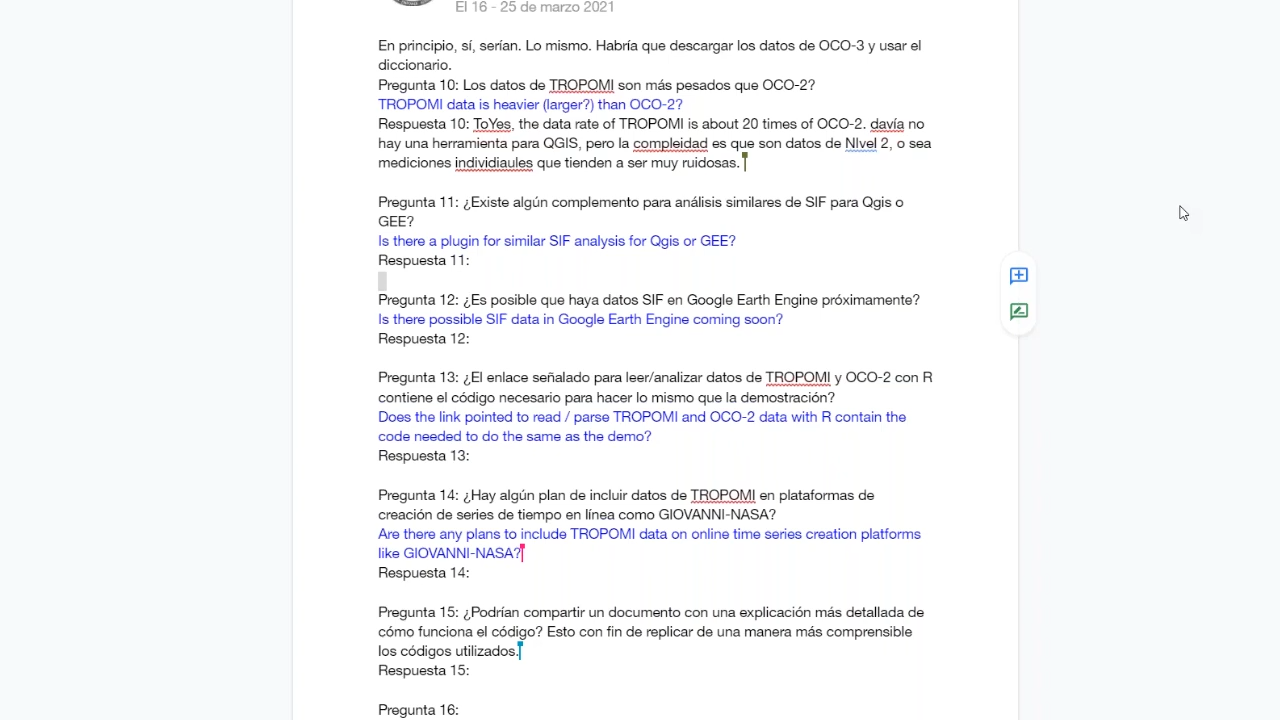 El 16 - 25 de marzo 2021
En principio, sí, serían. Lo mismo. Habría que descargar los datos de OCO-3 y usar el
diccionario.
Pregunta 10: Los datos de TROPOMI son más pesados que OCO-2?
TROPOMI data is heavier (larger?) than OCO-2?
Respuesta 10: ToYes, the data rate of TROPOMI is about 20 times of OCO-2. davía no
hay una herramienta para QGIS, pero la compleidad es que son datos de NIvel 2, o sea
mediciones individiaules que tienden a ser muy ruidosas.
Pregunta 11: ¿Existe algún complemento para análisis similares de SIF para Qgis o
GEE?
Is there a plugin for similar SIF analysis for Qgis or GEE?
Respuesta 11:
Pregunta 12: ¿Es posible que haya datos SIF en Google Earth Engine próximamente?
Is there possible SIF data in Google Earth Engine coming soon?
Respuesta 12:
Pregunta 13: ¿El enlace señalado para leer/analizar datos de TROPOMI y OCO-2 con R
contiene el código necesario para hacer lo mismo que la demostración?
Does the link pointed to read / parse TROPOMI and OCO-2 data with R contain the
code needed to do the same as the demo?
Respuesta 13:
Pregunta 14: ¿Hay algún plan de incluir datos de TROPOMI en plataformas de
creación de series de tiempo en línea como GIOVANNI-NASA?
Are there any plans to include TROPOMI data on online time series creation platforms
like GIOVANNI-NASA?
Respuesta 14:
Pregunta 15: ¿Podrían compartir un documento con una explicación más detallada de
cómo funciona el código? Esto con fin de replicar de una manera más comprensible
los códigos utilizados.
Respuesta 15:
Pregunta 16: